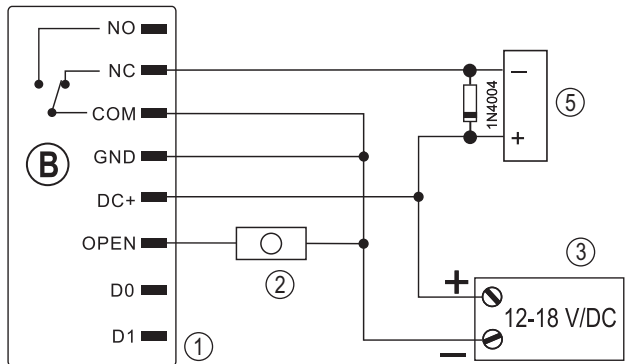 NO
NC
COM
GND
DC+
OPEN
D0
D1
B
1
2
1N4004
−
+
5
3
+
12-18 V/DC
−